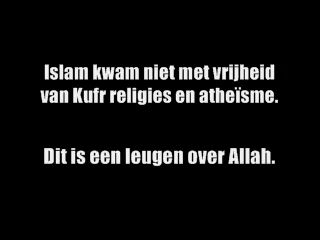 Islam kwam niet met vrijheid
van Kufr religies en atheïsme.
Dit is een leugen over Allah.